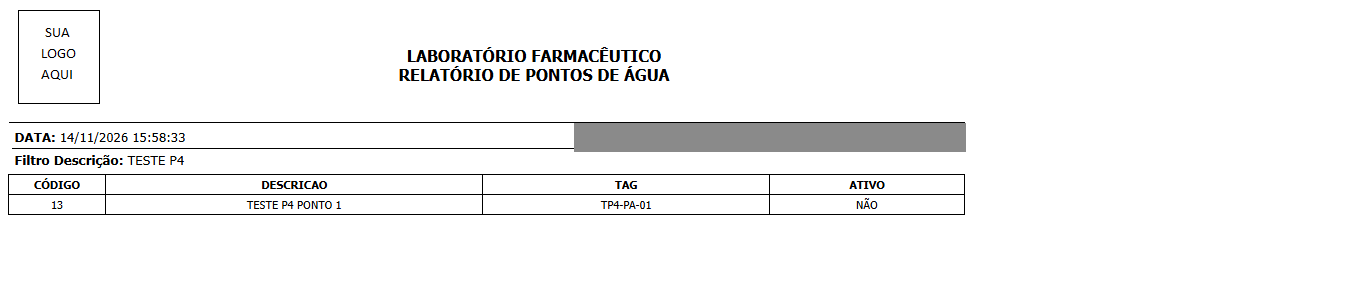 SUA
LOGO
AQUI
LABORATÓRIO FARMACÊUTICO
RELATÓRIO DE PONTOS DE ÁGUA
DATA: 14/11/2026 15:58:33
Filtro Descrição: TESTE P4
CÓDIGO DESCRICAO TAG ATIVO
13 TESTE P4 PONTO 1 TP4-PA-01 NÃO